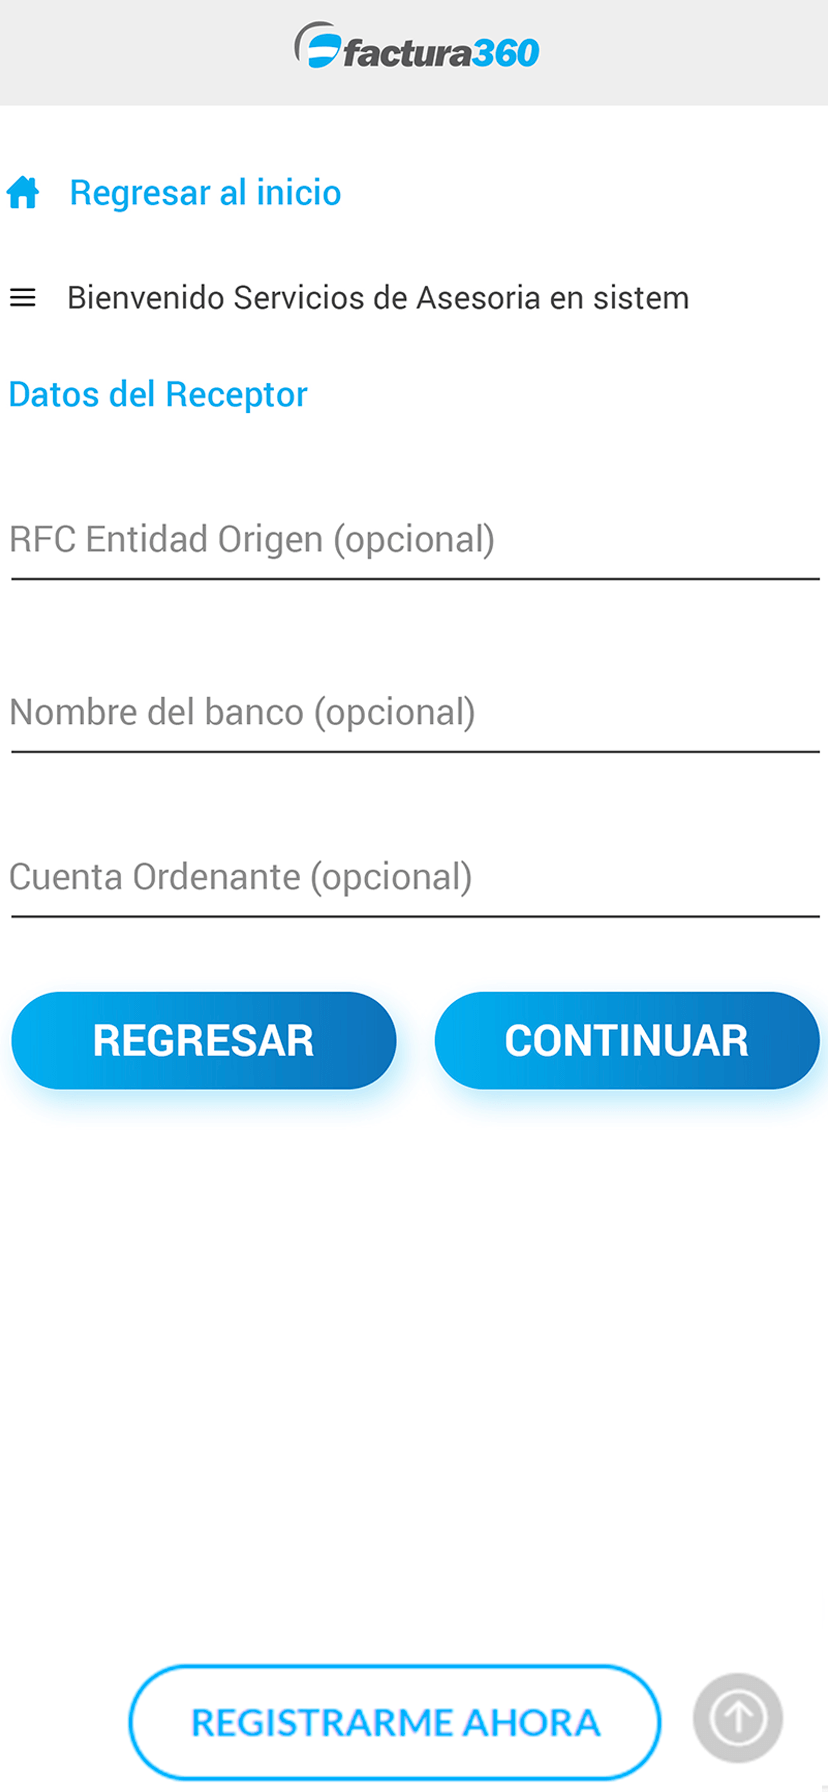 factura360
Regresar al inicio
Bienvenido Servicios de Asesoria en sistem
Datos del Receptor
RFC Entidad Origen (opcional)
Nombre del banco (opcional)
Cuenta Ordenante (opcional)
REGRESAR
CONTINUAR
REGISTRARME AHORA